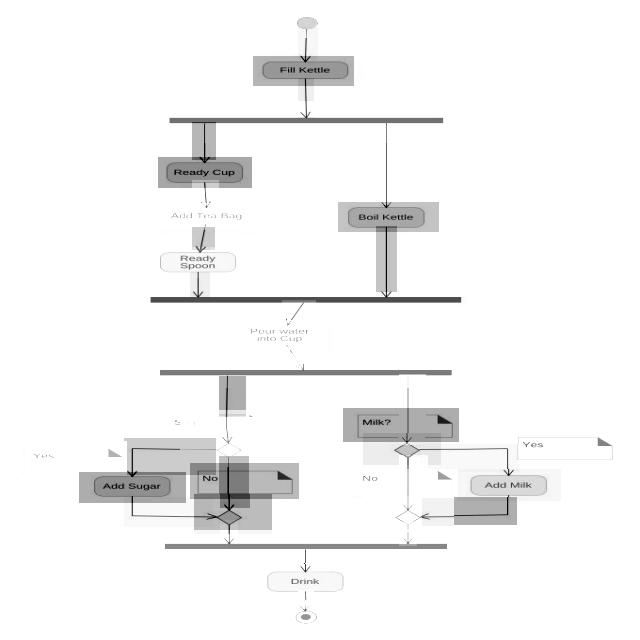 Fill Kettle
Ready Cup
Add Tea Bag
Boil Kettle
Ready
Spoon
Pour water
into Cup
Milk?
Yes
Yes
No
No
Add Sugar
Add Milk
Drink